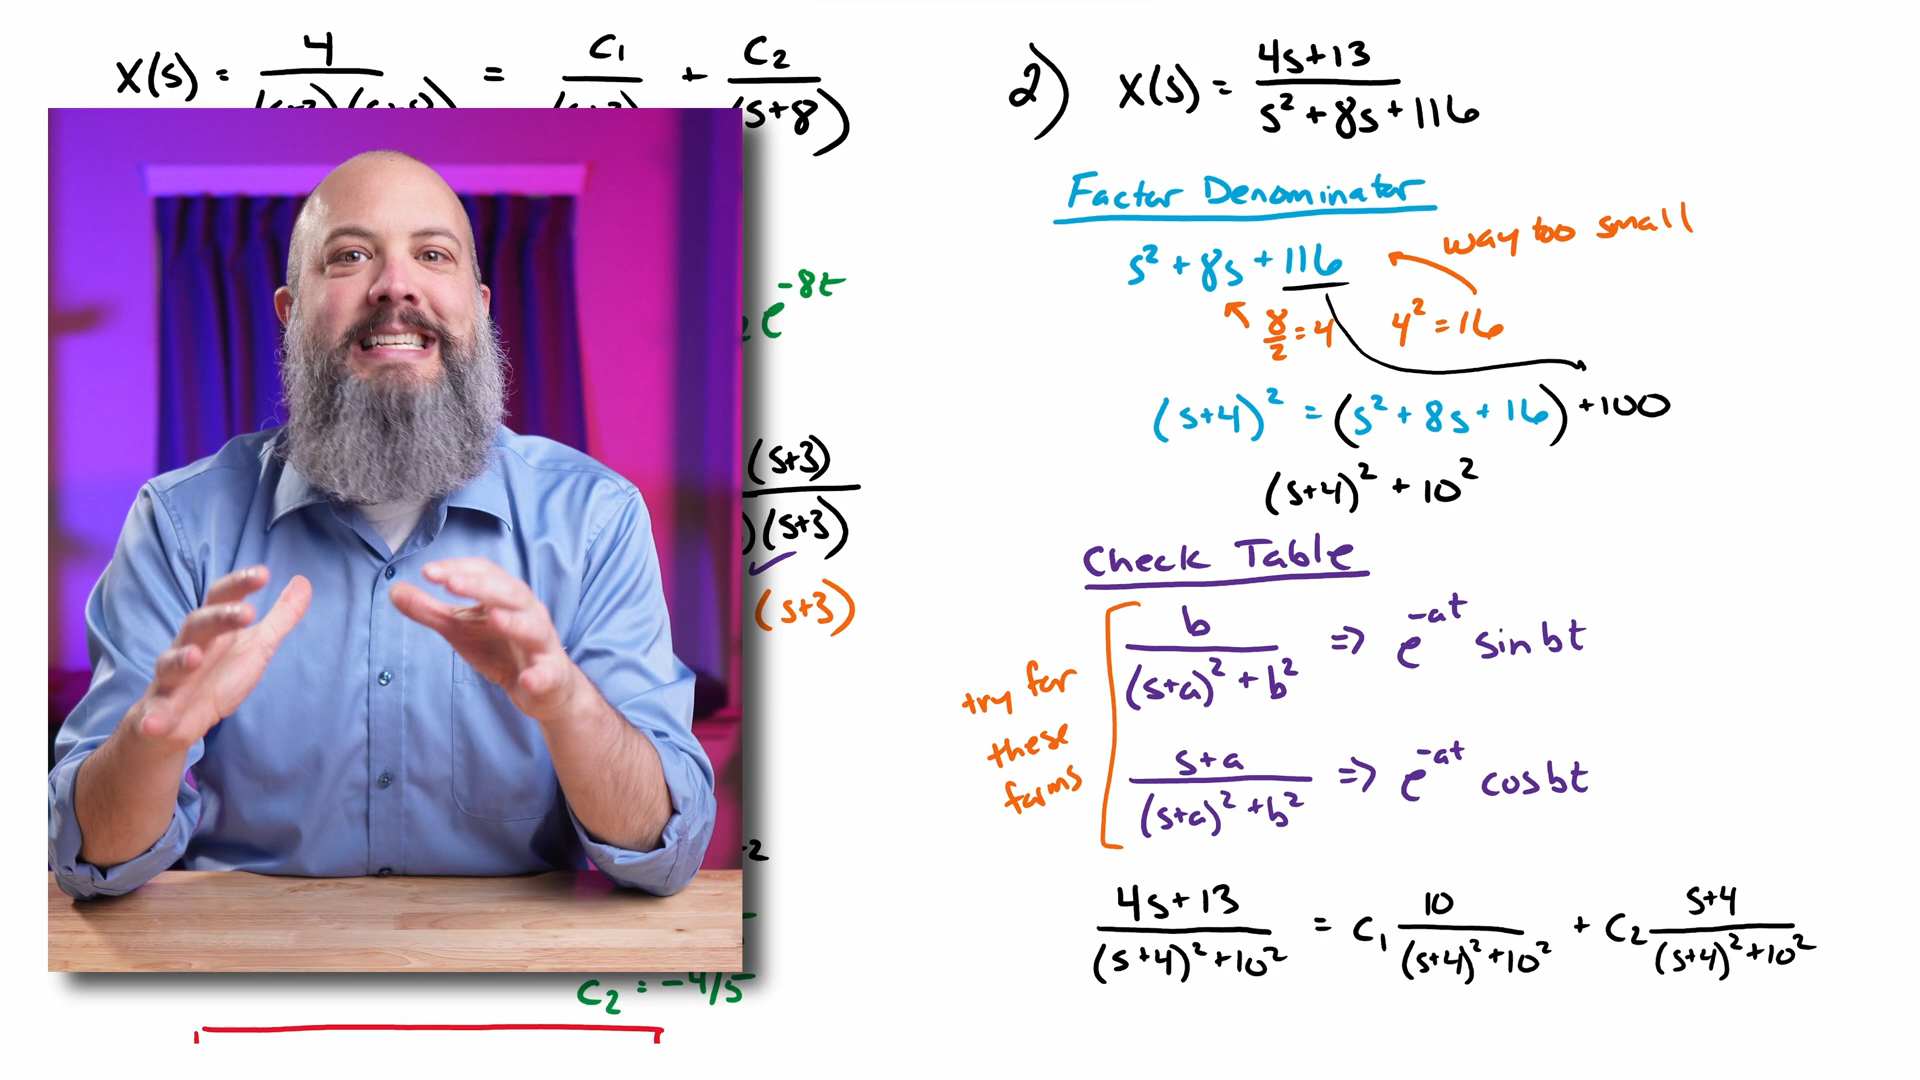 X(s) = 4 / = C1 / + C2 / (s+8)
e^-8t
(s+3)
)(s+3)
(s+3)
C2 = -4/5
2) X(s) = 4s+13 / s² + 8s + 116
Factor Denominator
s² + 8s + 116
way too small
8/2 = 4 4² = 16
(s+4)² = (s² + 8s + 16) +100
(s+4)² + 10²
Check Table
b / (s+a)² + b² => e^-at sin bt
try for
these
forms
s+a / (s+a)² + b² => e^-at cos bt
4s+13 / (s+4)² + 10² = C1 10 / (s+4)² + 10² + C2 s+4 / (s+4)² + 10²